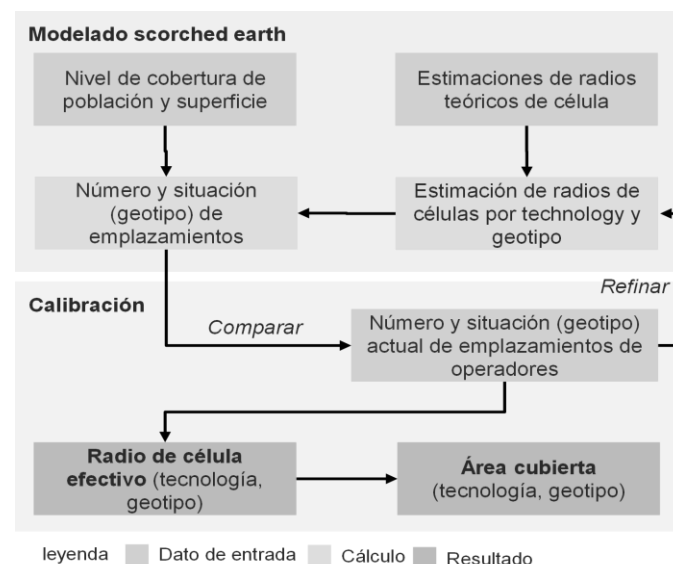 Modelado scorched earth
Nivel de cobertura de
población y superficie
Estimaciones de radios
teóricos de célula
Número y situación
(geotipo) de
emplazamientos
Estimación de radios de
células por technology y
geotipo
Refinar
Calibración
Comparar
Número y situación (geotipo)
actual de emplazamientos de
operadores
Radio de célula
efectivo (tecnología,
geotipo)
Área cubierta
(tecnología, geotipo)
leyenda Dato de entrada Cálculo Resultado